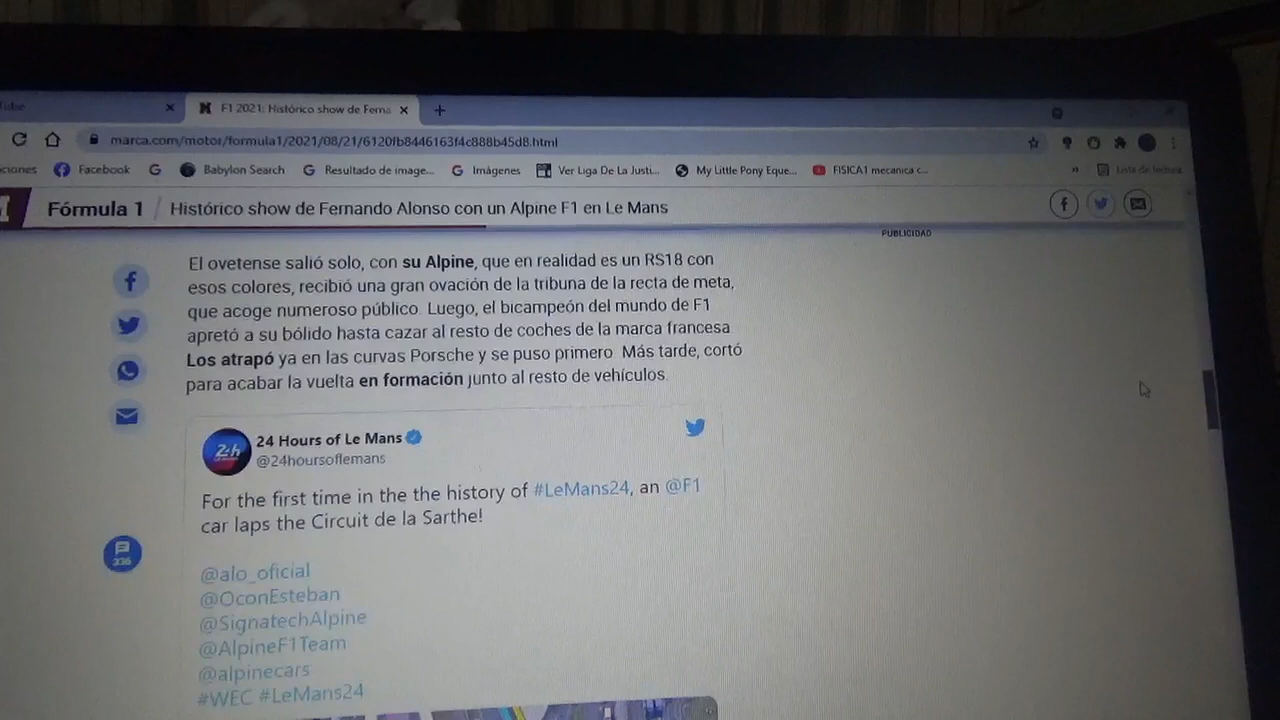 F1 2021: Histórico show de Ferna
marca.com/motor/formula1/2021/08/21/6120fb8446163f4c888b45d8.html
ciones Facebook Babylon Search Resultado de image... Imágenes Ver Liga De La Justi... My Little Pony Eque... FISICA1 mecanica c... » Lista de lectura
Fórmula 1 Histórico show de Fernando Alonso con un Alpine F1 en Le Mans
PUBLICIDAD
El ovetense salió solo, con su Alpine, que en realidad es un RS18 con
esos colores, recibió una gran ovación de la tribuna de la recta de meta,
que acoge numeroso público. Luego, el bicampeón del mundo de F1
apretó a su bólido hasta cazar al resto de coches de la marca francesa.
Los atrapó ya en las curvas Porsche y se puso primero. Más tarde, cortó
para acabar la vuelta en formación junto al resto de vehículos.
24h
24 Hours of Le Mans
@24hoursoflemans
For the first time in the the history of #LeMans24, an @F1
car laps the Circuit de la Sarthe!
336
@alo_oficial
@OconEsteban
@SignatechAlpine
@AlpineF1Team
@alpinecars
#WEC #LeMans24